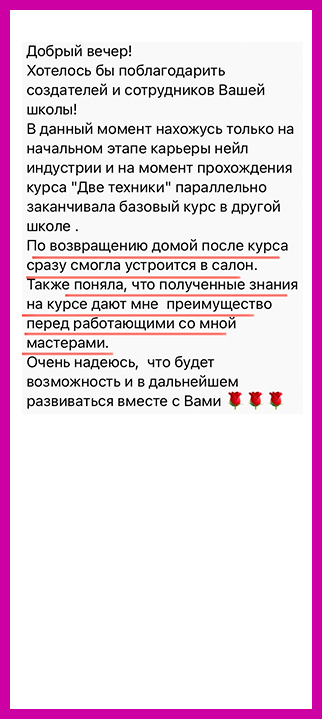 Добрый вечер!
Хотелось бы поблагодарить
создателей и сотрудников Вашей
школы!
В данный момент нахожусь только на
начальном этапе карьеры нейл
индустрии и на момент прохождения
курса "Две техники" параллельно
заканчивала базовый курс в другой
школе .
По возвращению домой после курса
сразу смогла устроится в салон.
Также поняла, что полученные знания
на курсе дают мне  преимущество
перед работающими со мной
мастерами.
Очень надеюсь,  что будет
возможность и в дальнейшем
развиваться вместе с Вами 🌹🌹🌹